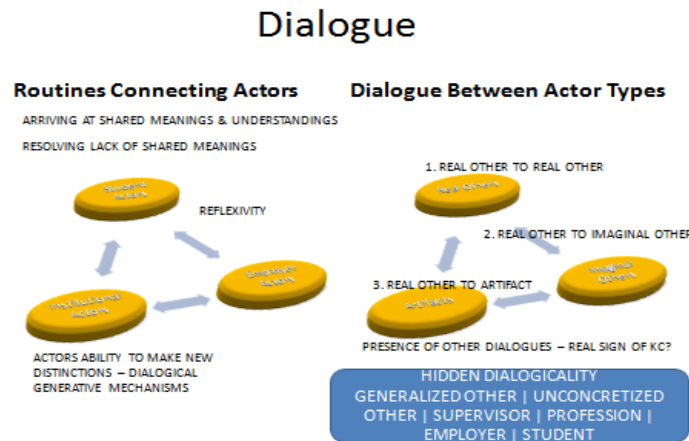 Dialogue
Routines Connecting Actors
ARRIVING AT SHARED MEANINGS & UNDERSTANDINGS
RESOLVING LACK OF SHARED MEANINGS
Student
Actors
REFLEXIVITY
Employer
Actors
Institutional
Actors
ACTORS ABILITY TO MAKE NEW
DISTINCTIONS – DIALOGICAL
GENERATIVE MECHANISMS
Dialogue Between Actor Types
1. REAL OTHER TO REAL OTHER
Real Others
2. REAL OTHER TO IMAGINAL OTHER
Imaginal
Others
3. REAL OTHER TO ARTIFACT
Artifacts
PRESENCE OF OTHER DIALOGUES – REAL SIGN OF KC?
HIDDEN DIALOGICALITY
GENERALIZED OTHER | UNCONCRETIZED
OTHER | SUPERVISOR | PROFESSION |
EMPLOYER | STUDENT